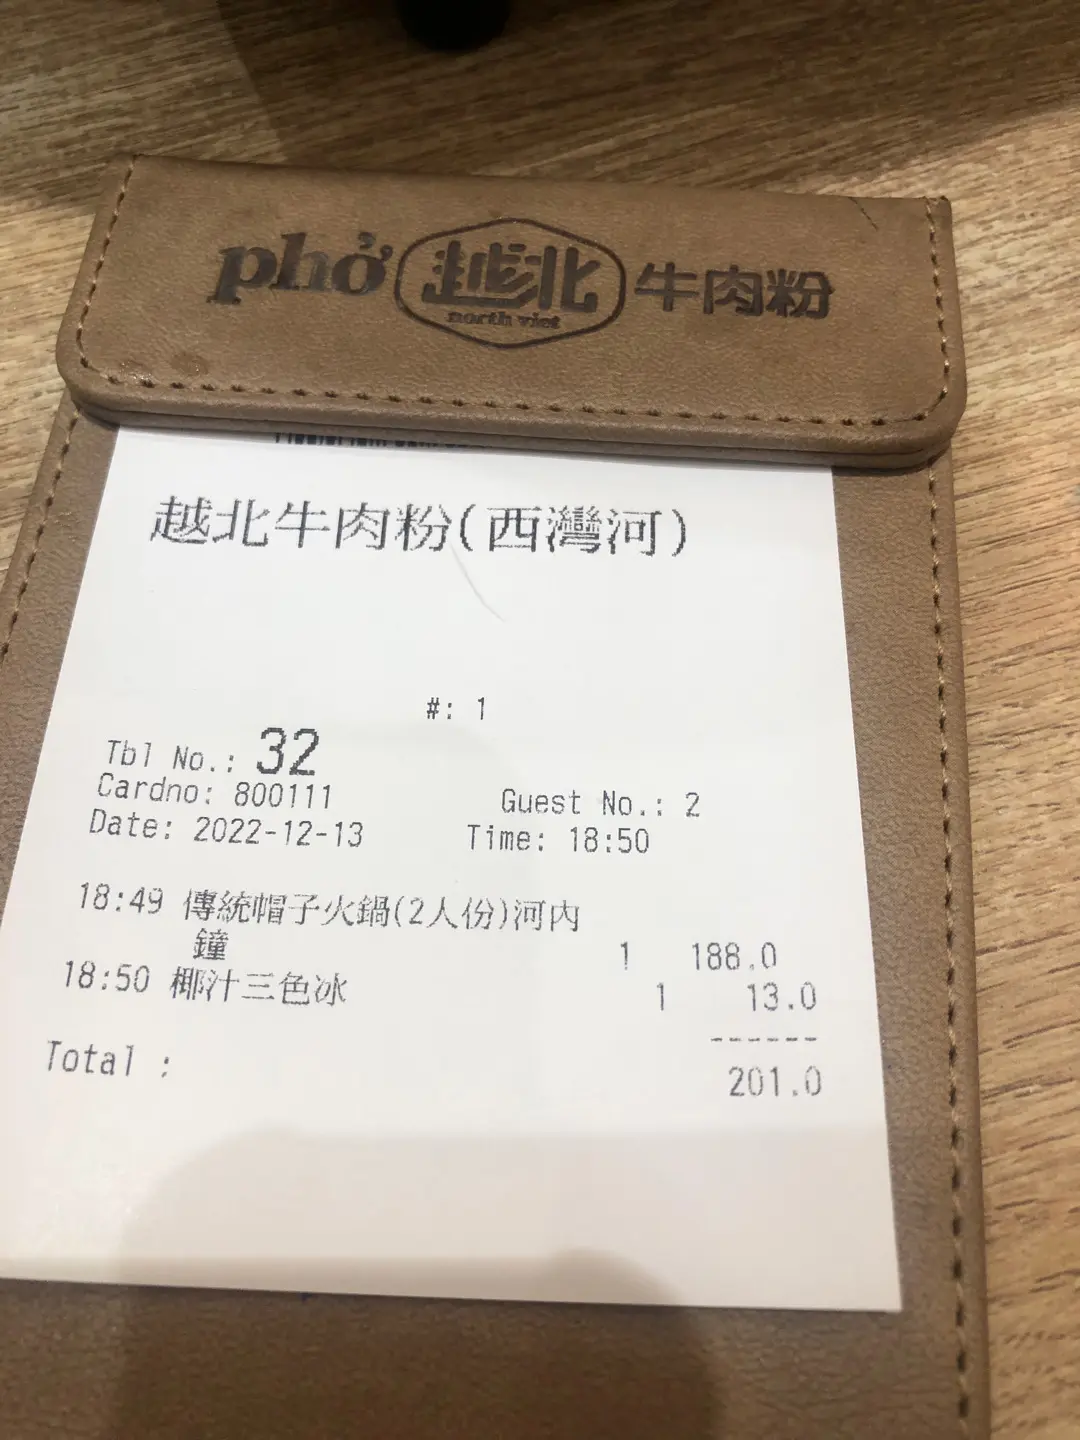 phở 越北 牛肉粉
north viet
越北牛肉粉(西灣河)
#: 1
Tbl No.: 32
Cardno: 800111 Guest No.: 2
Date: 2022-12-13 Time: 18:50
18:49 傳統帽子火鍋(2人份)河內
鐘 1 188.0
18:50 椰汁三色冰 1 13.0
------
Total : 201.0